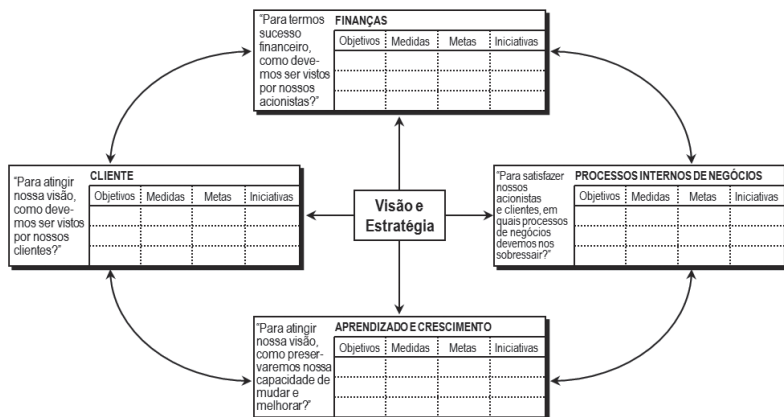 "Para termos
sucesso
financeiro,
como deve-
mos ser vistos
por nossos
acionistas?"
FINANÇAS
Objetivos Medidas Metas Iniciativas
"Para atingir
nossa visão,
como deve-
mos ser vistos
por nossos
clientes?"
CLIENTE
Objetivos Medidas Metas Iniciativas
Visão e
Estratégia
"Para satisfazer
nossos
acionistas
e clientes, em
quais processos
de negócios
devemos nos
sobressair?"
PROCESSOS INTERNOS DE NEGÓCIOS
Objetivos Medidas Metas Iniciativas
"Para atingir
nossa visão,
como preser-
varemos nossa
capacidade de
mudar e
melhorar?"
APRENDIZADO E CRESCIMENTO
Objetivos Medidas Metas Iniciativas